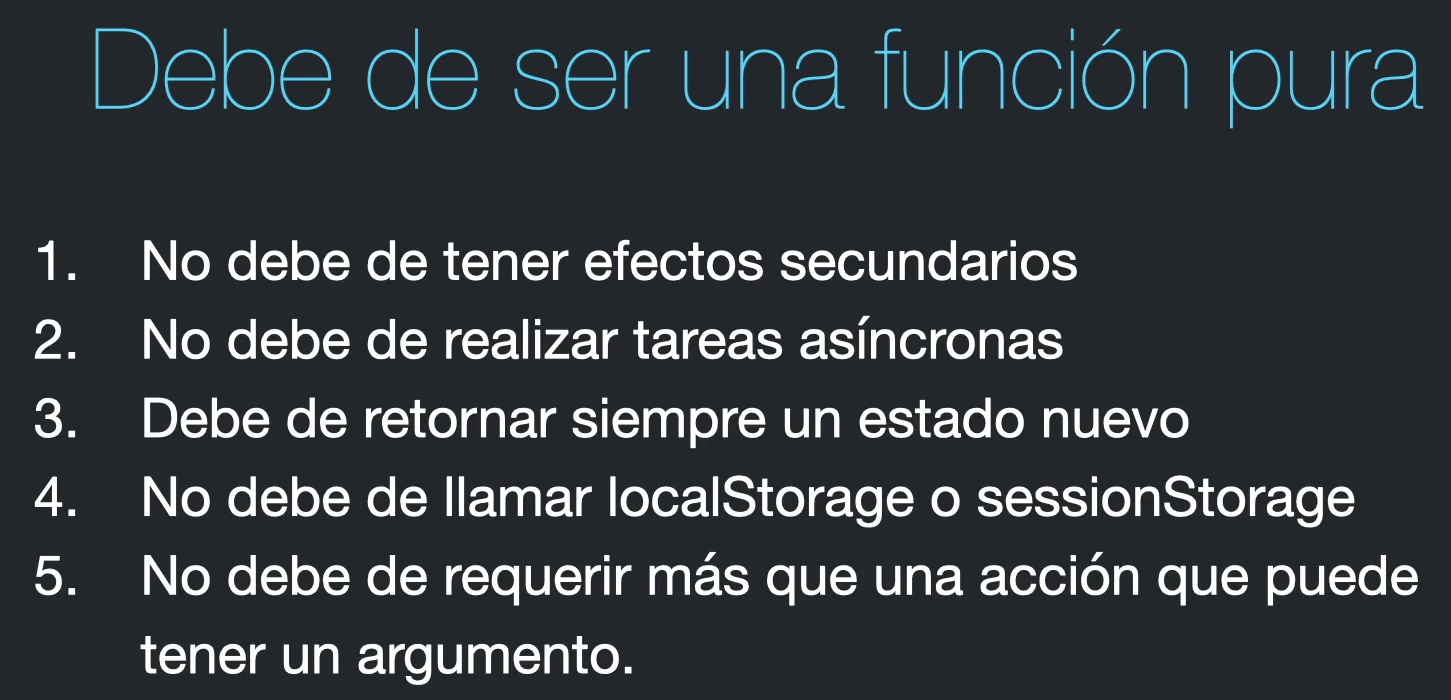 Debe de ser una función pura
1. No debe de tener efectos secundarios
2. No debe de realizar tareas asíncronas
3. Debe de retornar siempre un estado nuevo
4. No debe de llamar localStorage o sessionStorage
5. No debe de requerir más que una acción que puede
tener un argumento.